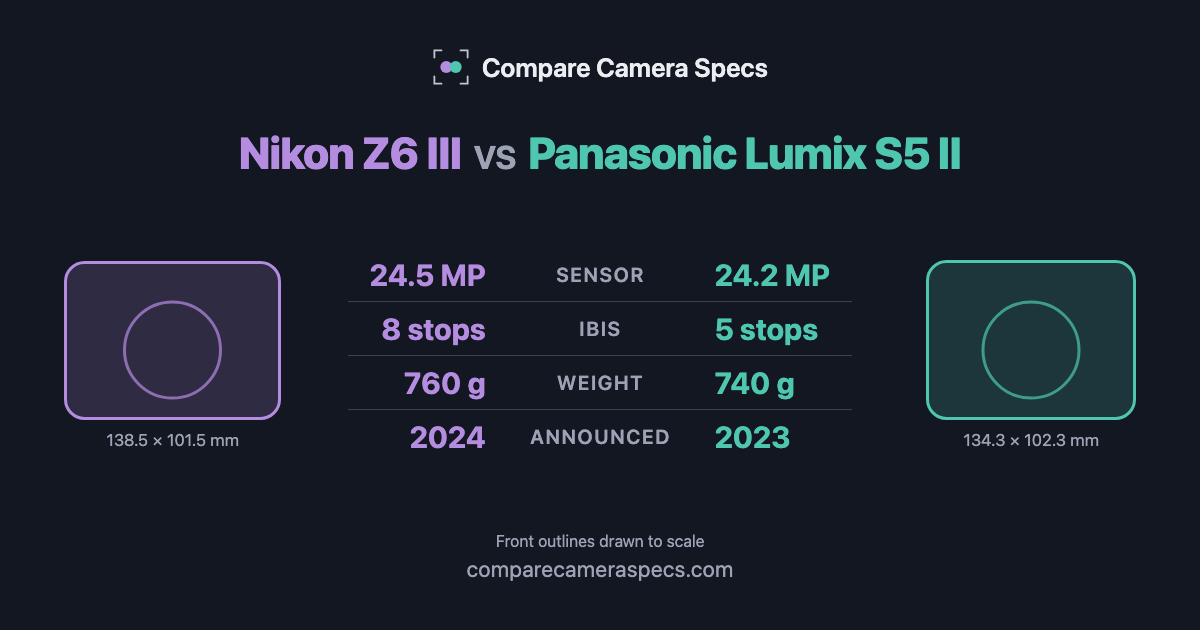 Compare Camera Specs
Nikon Z6 III vs Panasonic Lumix S5 II
24.5 MP SENSOR 24.2 MP
8 stops IBIS 5 stops
760 g WEIGHT 740 g
2024 ANNOUNCED 2023
138.5 × 101.5 mm
134.3 × 102.3 mm
Front outlines drawn to scale
comparecameraspecs.com